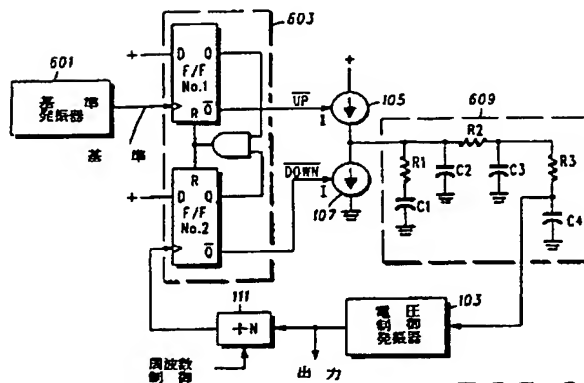 603
601
基準
発振器
基準
+
D Q
F/F
No.1
R Q̅
U̅P̅
I
+
105
609
R1
R2
R3
C1
C2
C3
C4
R
+
D Q
F/F
No.2
Q̅
D̅O̅W̅N̅
I
107
111
÷N
周波数
制御
出力
103
電圧
制御
発振器